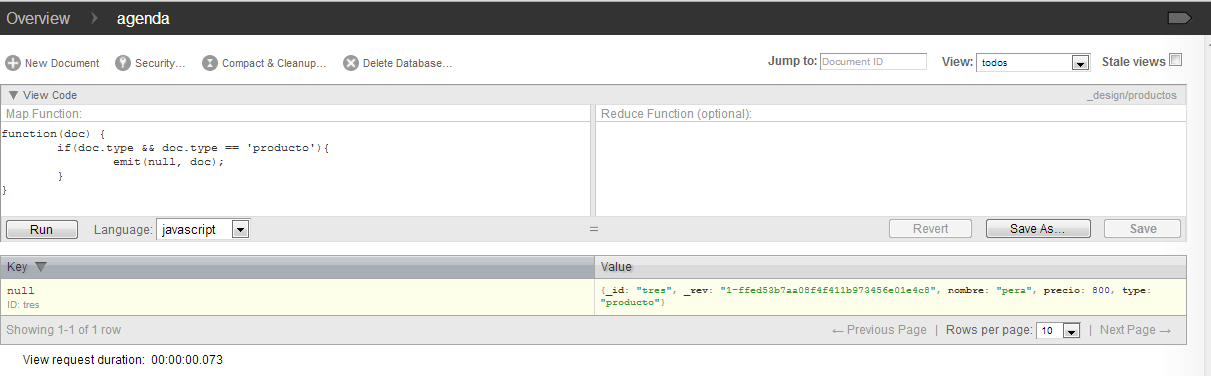 Overview agenda
New Document Security... Compact & Cleanup... Delete Database... Jump to: Document ID View: todos Stale views
View Code _design/productos
Map Function: Reduce Function (optional):
function(doc) {
if(doc.type && doc.type == 'producto'){
emit(null, doc);
}
}
Run Language: javascript = Revert Save As... Save
Key Value
null {_id: "tres", _rev: "1-ffed53b7aa08f4f411b973456e01e4c8", nombre: "pera", precio: 800, type:
ID: tres "producto"}
Showing 1-1 of 1 row ← Previous Page | Rows per page: 10 | Next Page →
View request duration: 00:00:00.073